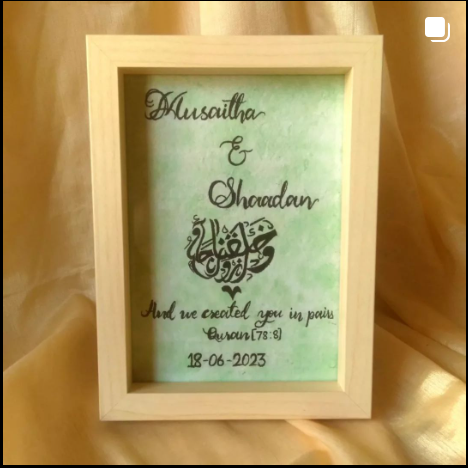 Musaitha
&
Shaadan
وخلقناكم أزواجا
And we created you in pairs
Quran [78:8]
18-06-2023